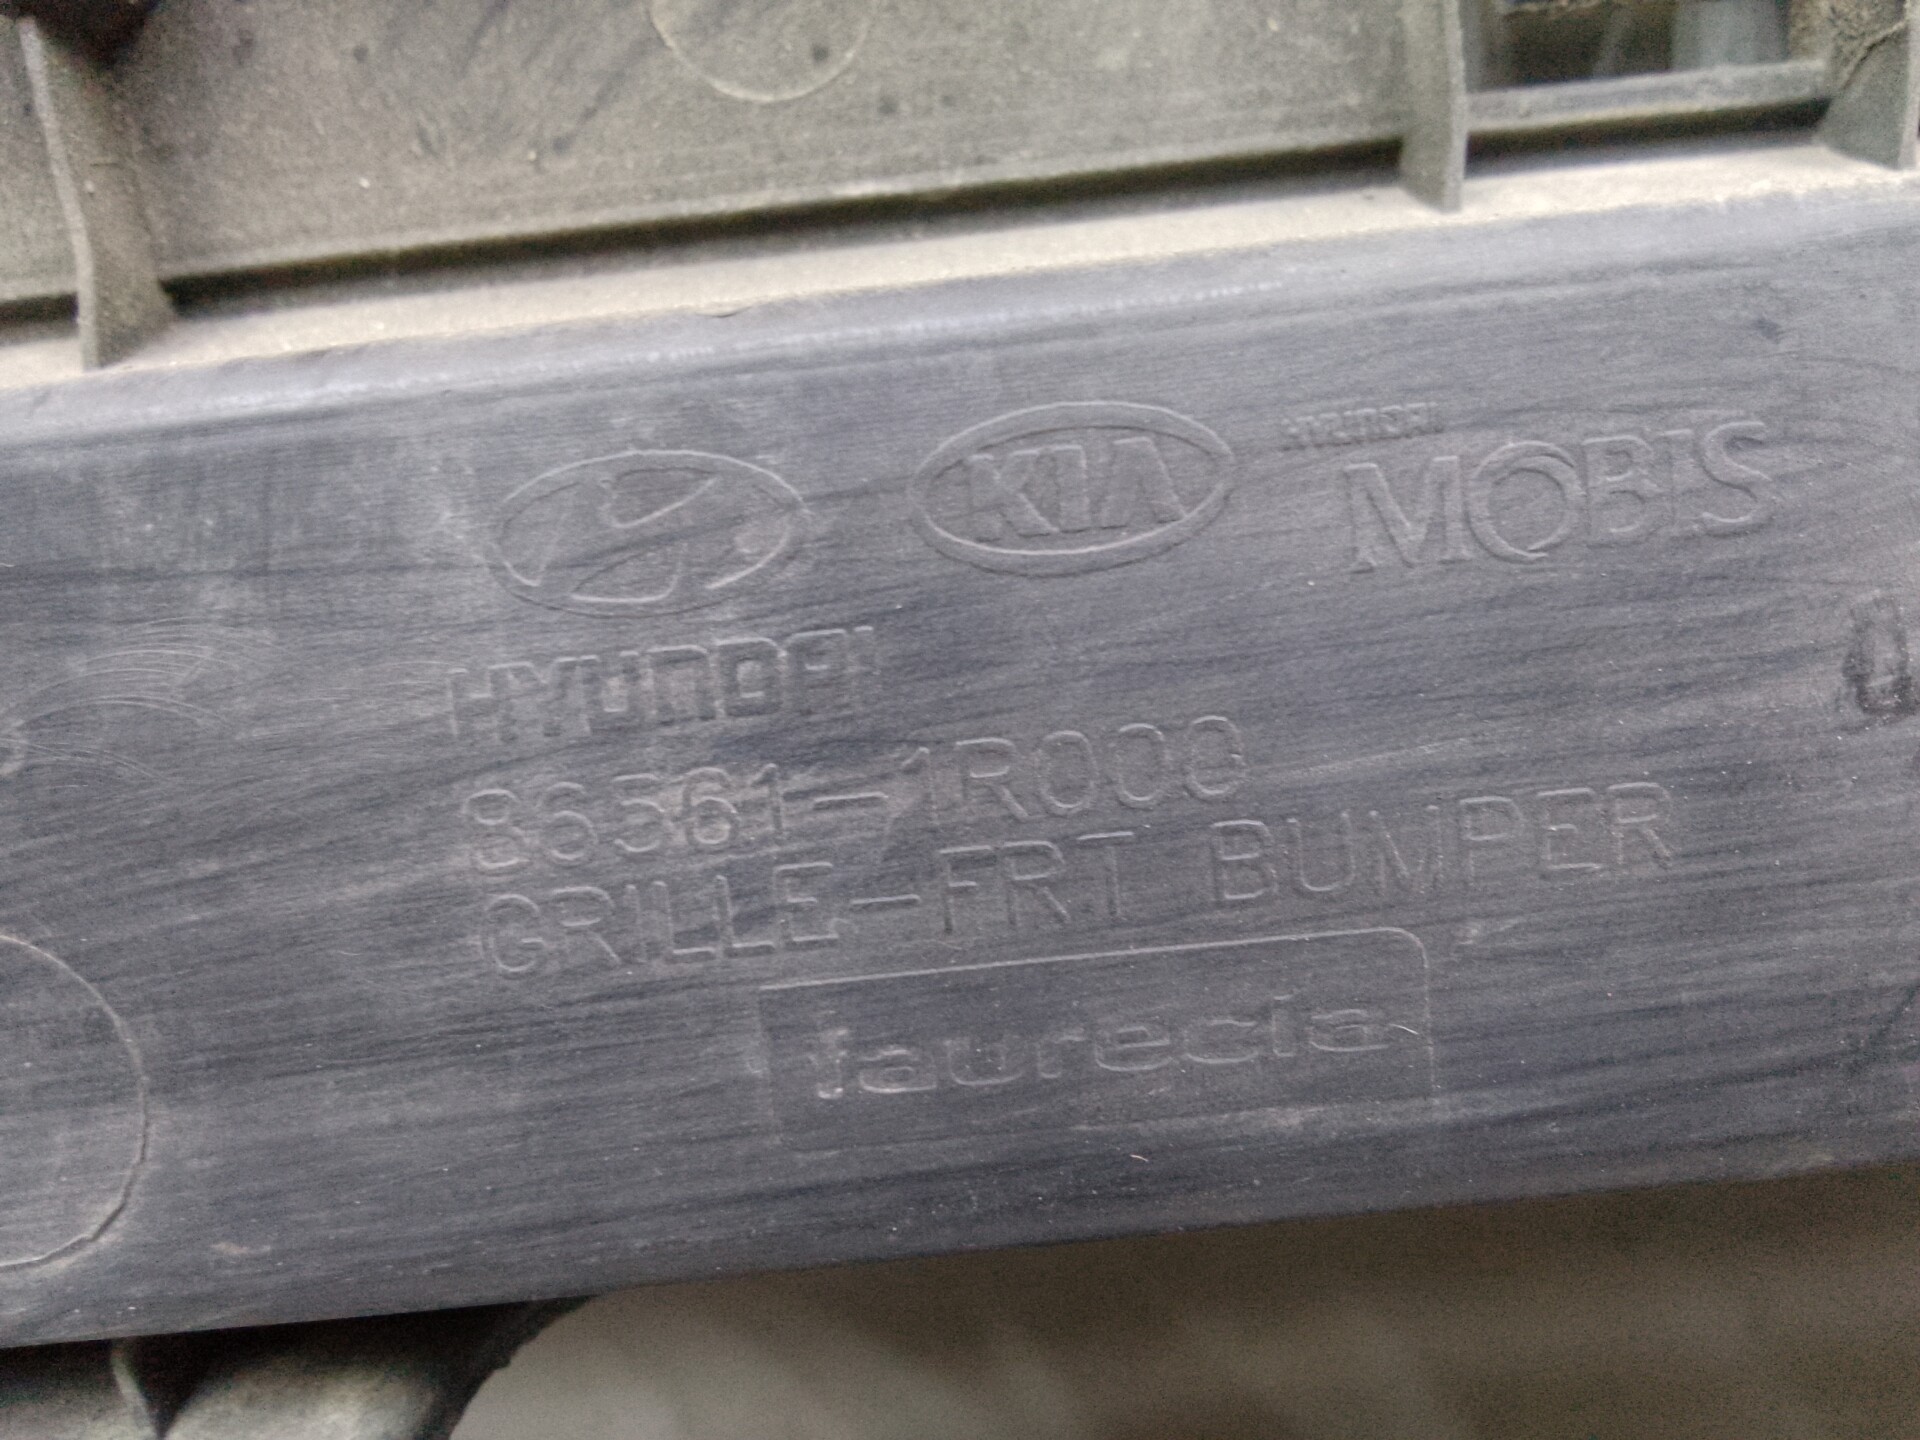 KIA
HYUNDAI
MOBIS
HYUNDAI
86561-1R000
GRILLE-FRT BUMPER
faurecia